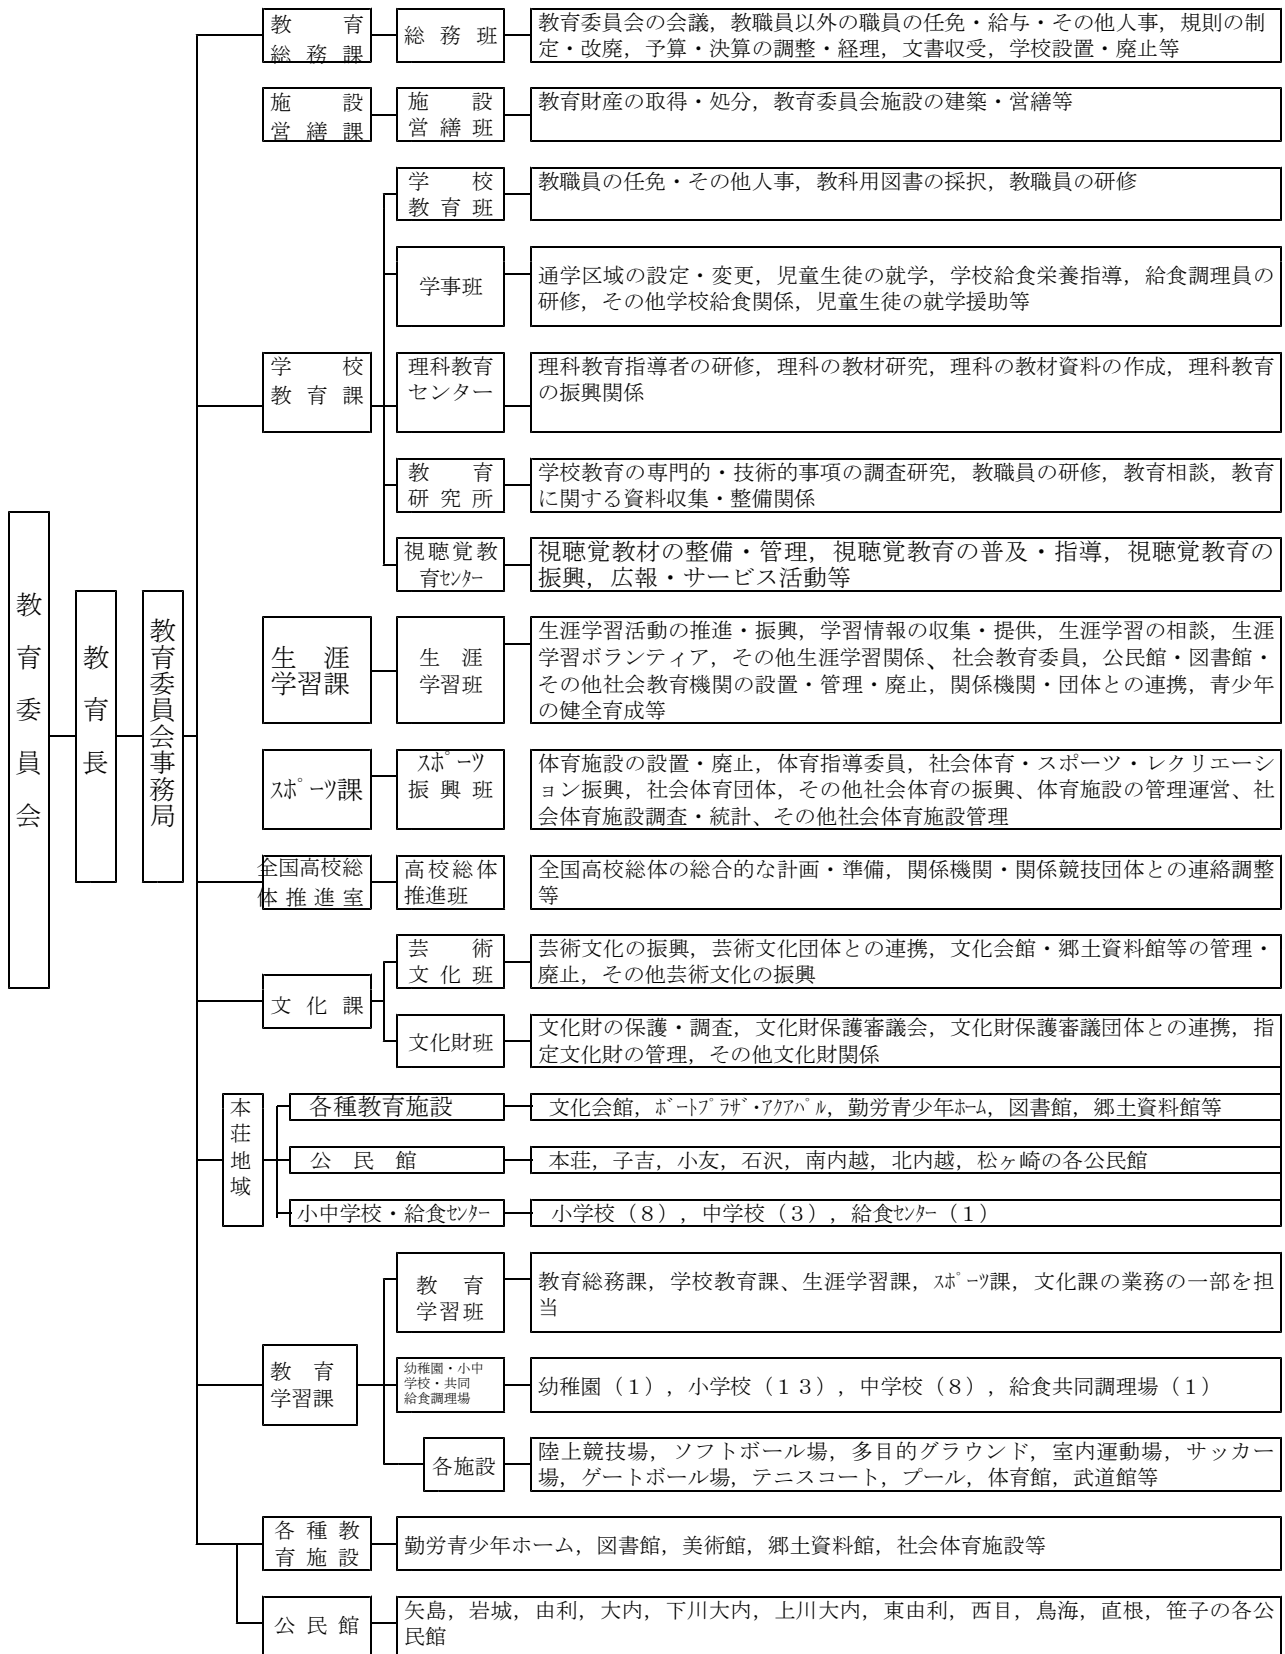 教育委員会
教育長
教育委員会事務局
教育
総務課
総務班
教育委員会の会議，教職員以外の職員の任免・給与・その他人事，規則の制
定・改廃，予算・決算の調整・経理，文書収受，学校設置・廃止等
施設
営繕課
施設
営繕班
教育財産の取得・処分，教育委員会施設の建築・営繕等
学校
教育課
学校
教育班
教職員の任免・その他人事，教科用図書の採択，教職員の研修
学事班
通学区域の設定・変更，児童生徒の就学，学校給食栄養指導，給食調理員の
研修，その他学校給食関係，児童生徒の就学援助等
理科教育
センター
理科教育指導者の研修，理科の教材研究，理科の教材資料の作成，理科教育
の振興関係
教育
研究所
学校教育の専門的・技術的事項の調査研究，教職員の研修，教育相談，教育
に関する資料収集・整備関係
視聴覚教
育ｾﾝﾀｰ
視聴覚教材の整備・管理，視聴覚教育の普及・指導，視聴覚教育の
振興，広報・サービス活動等
生涯
学習課
生涯
学習班
生涯学習活動の推進・振興，学習情報の収集・提供，生涯学習の相談，生涯
学習ボランティア，その他生涯学習関係、社会教育委員，公民館・図書館・
その他社会教育機関の設置・管理・廃止，関係機関・団体との連携，青少年
の健全育成等
ｽﾎﾟｰﾂ課
ｽﾎﾟｰﾂ
振興班
体育施設の設置・廃止，体育指導委員，社会体育・スポーツ・レクリエーシ
ョン振興，社会体育団体，その他社会体育の振興、体育施設の管理運営、社
会体育施設調査・統計、その他社会体育施設管理
全国高校総
体推進室
高校総体
推進班
全国高校総体の総合的な計画・準備，関係機関・関係競技団体との連絡調整
等
文化課
芸術
文化班
芸術文化の振興，芸術文化団体との連携，文化会館・郷土資料館等の管理・
廃止，その他芸術文化の振興
文化財班
文化財の保護・調査，文化財保護審議会，文化財保護審議団体との連携，指
定文化財の管理，その他文化財関係
本荘地域
各種教育施設
文化会館，ﾎﾞｰﾄﾌﾟﾗｻﾞ･ｱｸｱﾊﾟﾙ，勤労青少年ﾎｰﾑ，図書館，郷土資料館等
公民館
本荘，子吉，小友，石沢，南内越，北内越，松ヶ崎の各公民館
小中学校・給食ｾﾝﾀｰ
小学校（８），中学校（３），給食ｾﾝﾀｰ（１）
教育
学習課
教育
学習班
教育総務課，学校教育課、生涯学習課，ｽﾎﾟｰﾂ課，文化課の業務の一部を担
当
幼稚園・小中
学校・共同
給食調理場
幼稚園（１），小学校（１３），中学校（８），給食共同調理場（１）
各施設
陸上競技場，ソフトボール場，多目的グラウンド，室内運動場，サッカー
場，ゲートボール場，テニスコート，プール，体育館，武道館等
各種教
育施設
勤労青少年ホーム，図書館，美術館，郷土資料館，社会体育施設等
公民館
矢島，岩城，由利，大内，下川大内，上川大内，東由利，西目，鳥海，直根，笹子の各公
民館